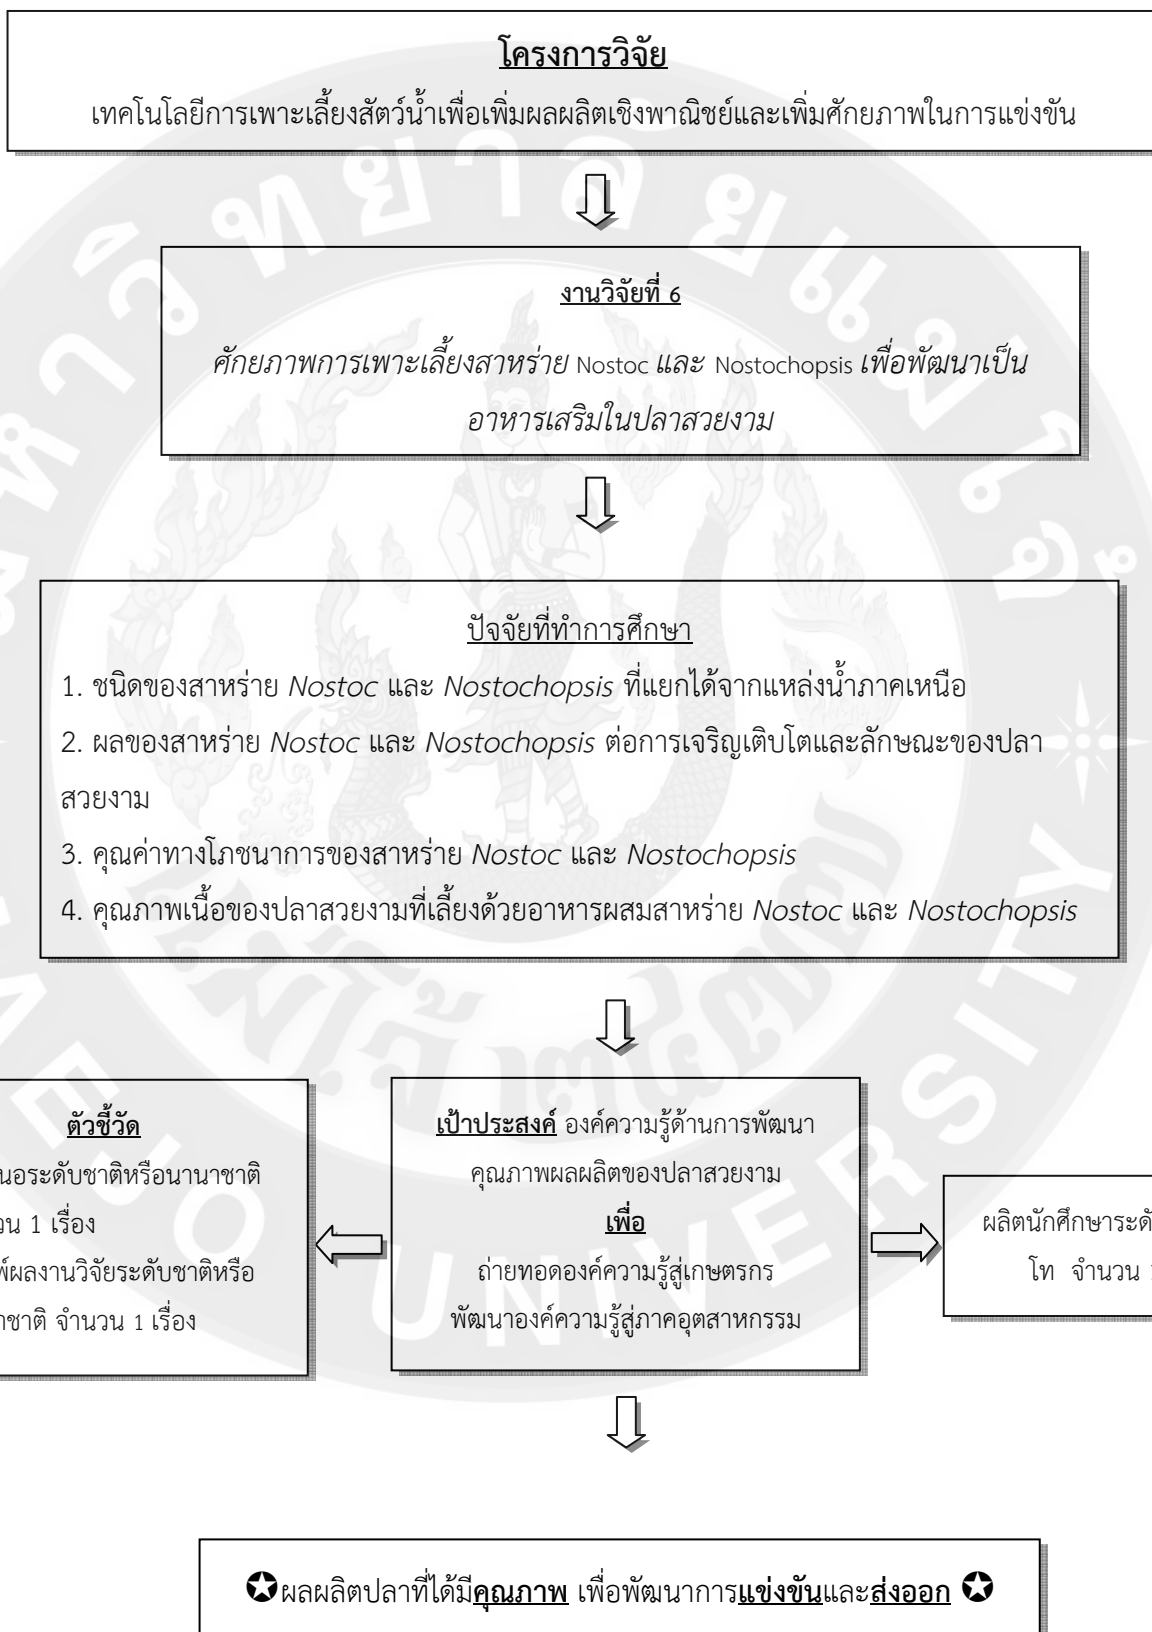 โครงการวิจัย
เทคโนโลยีการเพาะเลี้ยงสัตว์น้ำเพื่อเพิ่มผลผลิตเชิงพาณิชย์และเพิ่มศักยภาพในการแข่งขัน
งานวิจัยที่ 6
ศักยภาพการเพาะเลี้ยงสาหร่าย Nostoc และ Nostochopsis เพื่อพัฒนาเป็น
อาหารเสริมในปลาสวยงาม
ปัจจัยที่ทำการศึกษา
1. ชนิดของสาหร่าย Nostoc และ Nostochopsis ที่แยกได้จากแหล่งน้ำภาคเหนือ
2. ผลของสาหร่าย Nostoc และ Nostochopsis ต่อการเจริญเติบโตและลักษณะของปลา
สวยงาม
3. คุณค่าทางโภชนาการของสาหร่าย Nostoc และ Nostochopsis
4. คุณภาพเนื้อของปลาสวยงามที่เลี้ยงด้วยอาหารผสมสาหร่าย Nostoc และ Nostochopsis
ตัวชี้วัด
นอระดับชาติหรือนานาชาติ
วน 1 เรื่อง
พ์ผลงานวิจัยระดับชาติหรือ
าชาติ จำนวน 1 เรื่อง
เป้าประสงค์ องค์ความรู้ด้านการพัฒนา
คุณภาพผลผลิตของปลาสวยงาม
เพื่อ
ถ่ายทอดองค์ความรู้สู่เกษตรกร
พัฒนาองค์ความรู้สู่ภาคอุตสาหกรรม
ผลิตนักศึกษาระดั
โท จำนวน
✪ผลผลิตปลาที่ได้มีคุณภาพ เพื่อพัฒนาการแข่งขันและส่งออก ✪